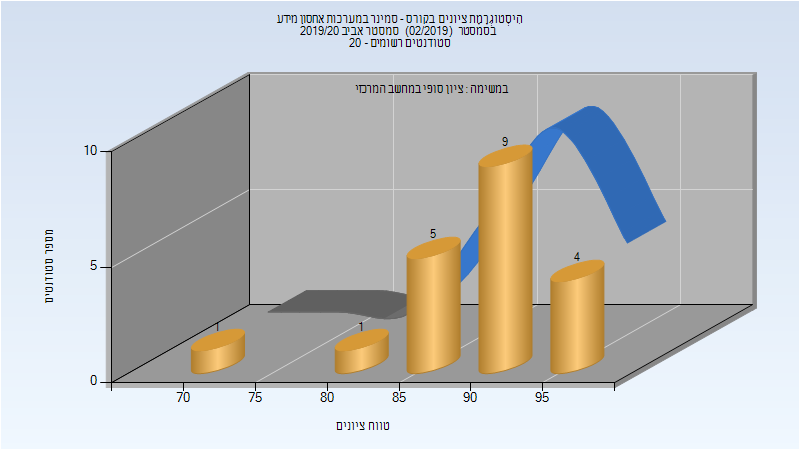 הִיסְטוֹגְרָמַת ציונים בקורס - סמינר במערכות אחסון מידע
בסמסטר (02/2019) סמסטר אביב 2019/20
סטודנטים רשומים - 20
במשימה : ציון סופי במחשב המרכזי
מספר סטודנטים
10
5
0
1
1
5
9
4
70 75 80 85 90 95
טווח ציונים